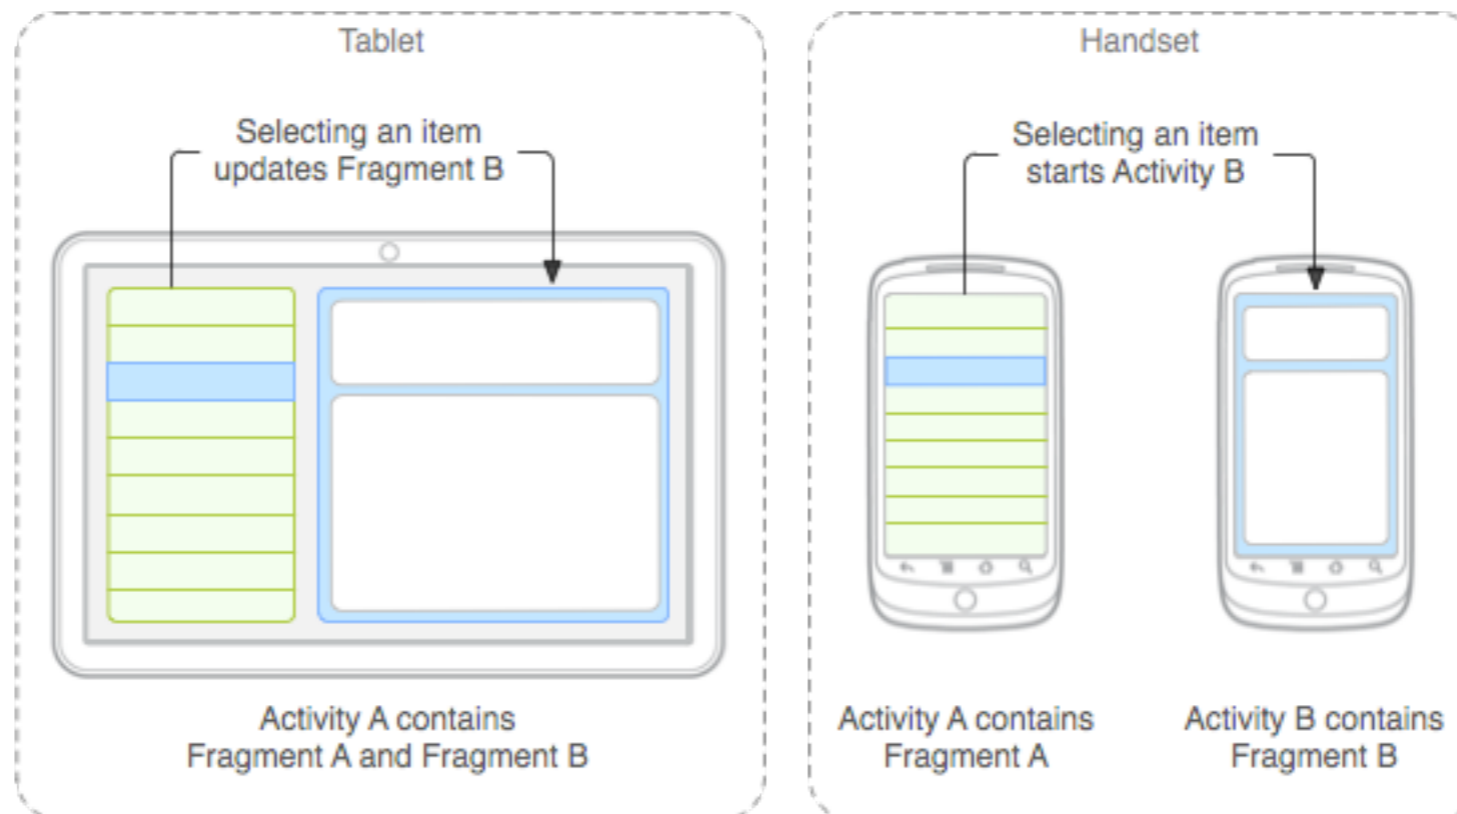 Tablet
Selecting an item
updates Fragment B
Activity A contains
Fragment A and Fragment B
Handset
Selecting an item
starts Activity B
Activity A contains
Fragment A
Activity B contains
Fragment B